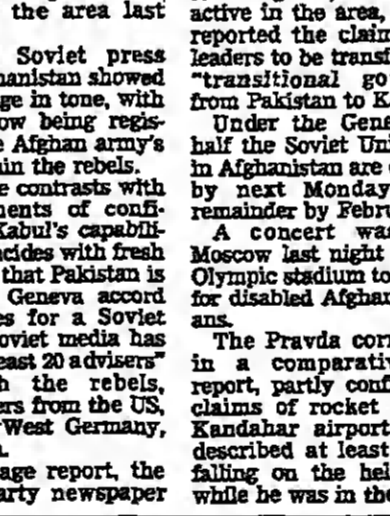 the area last
Soviet press
hanistan showed
ge in tone, with
ow being regis-
e Afghan army's
ain the rebels.
e contrasts with
ments of confi-
Kabul's capabili-
cides with fresh
that Pakistan is
Geneva accord
es for a Soviet
oviet media has
east 20 advisers"
h the rebels,
ers from the US,
West Germany,
age report, the
arty newspaper
active in the area,
reported the claim
leaders to be transf
"transitional go
from Pakistan to K
Under the Gene
half the Soviet Uni
in Afghanistan are
by next Monday
remainder by Febru
A concert was
Moscow last night
Olympic stadium to
for disabled Afghan
ans.
The Pravda corr
in a comparativ
report, partly conf
claims of rocket
Kandahar airport
described at least
falling on the hel
while he was in the